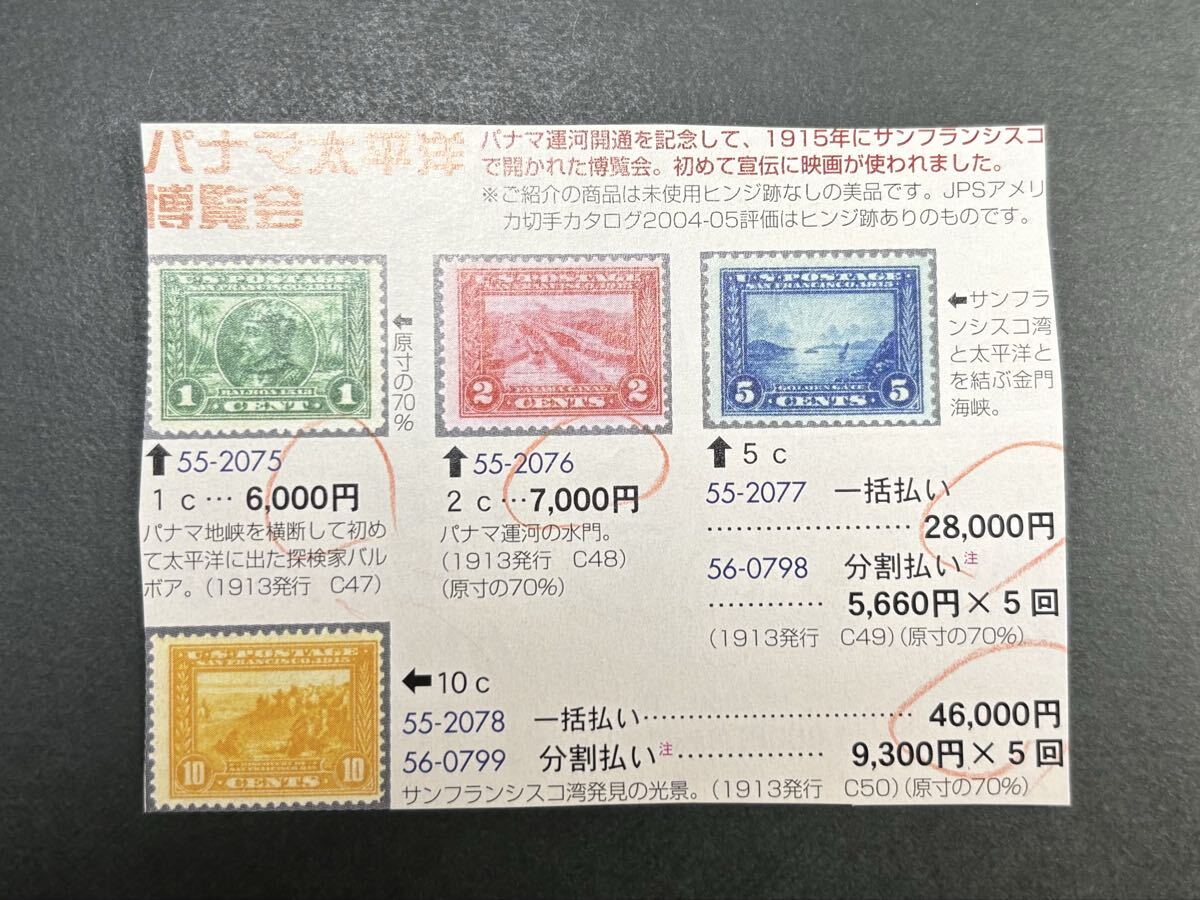 パナマ太平洋
博覧会
パナマ運河開通を記念して、1915年にサンフランシスコ
で開かれた博覧会。初めて宣伝に映画が使われました。
※ご紹介の商品は未使用ヒンジ跡なしの美品です。JPSアメリ
カ切手カタログ2004-05評価はヒンジ跡ありのものです。
U.S.POSTAGE
SAN FRANCISCO, 1915
1
1
CENT
←原寸の70%
U.S.POSTAGE
SAN FRANCISCO, 1915
PANAMA CANAL
2
2
CENTS
U.S.POSTAGE
SAN FRANCISCO, 1915
GOLDEN GATE
5
5
CENTS
←サンフラ
ンシスコ湾
と太平洋と
を結ぶ金門
海峡。
↑55-2075
1c…6,000円
パナマ地峡を横断して初め
て太平洋に出た探検家バル
ボア。(1913発行 C47)
↑55-2076
2c…7,000円
パナマ運河の水門。
(1913発行 C48)
(原寸の70%)
↑5c
55-2077 一括払い
…………………… 28,000円
56-0798 分割払い注
………… 5,660円×5回
(1913発行 C49)(原寸の70%)
U.S.POSTAGE
SAN FRANCISCO, 1915
10
10
CENTS
←10c
55-2078 一括払い…………………………46,000円
56-0799 分割払い注……………9,300円×5回
サンフランシスコ湾発見の光景。(1913発行 C50)(原寸の70%)